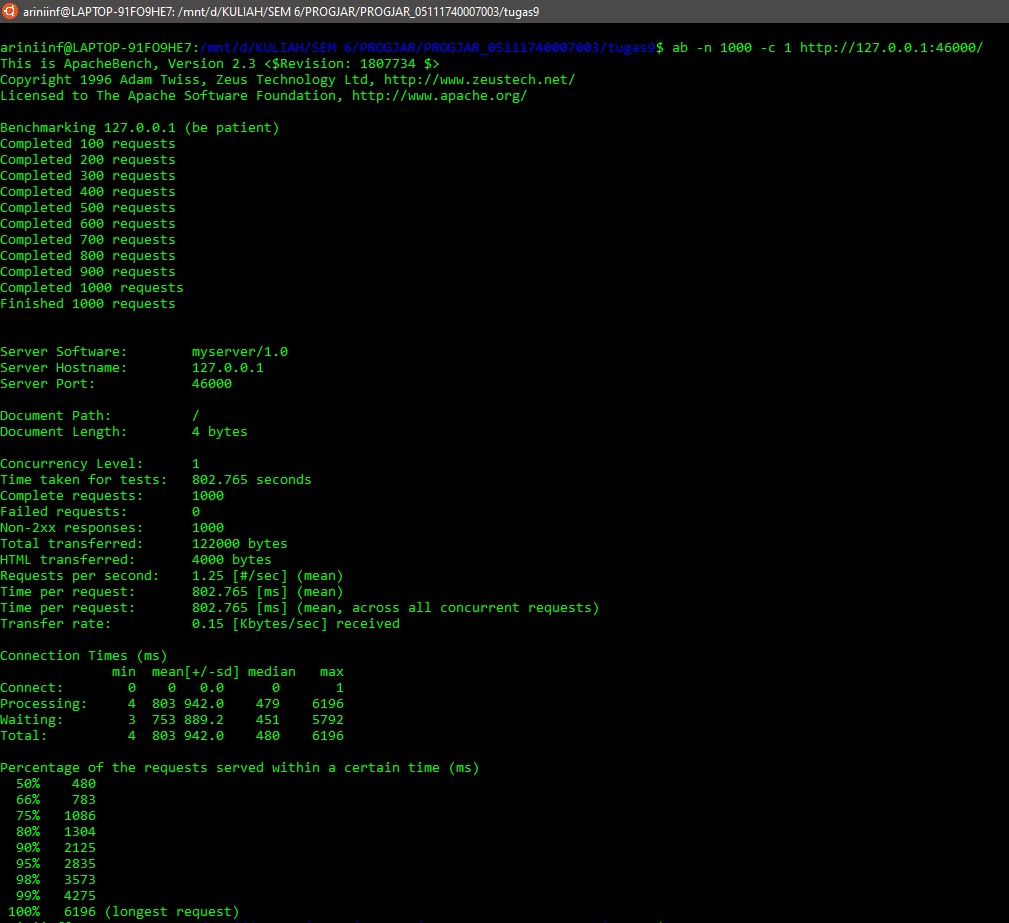 ariniinf@LAPTOP-91FO9HE7: /mnt/d/KULIAH/SEM 6/PROGJAR/PROGJAR_05111740007003/tugas9
ariniinf@LAPTOP-91FO9HE7:/mnt/d/KULIAH/SEM 6/PROGJAR/PROGJAR_05111740007003/tugas9$ ab -n 1000 -c 1 http://127.0.0.1:46000/
This is ApacheBench, Version 2.3 <$Revision: 1807734 $>
Copyright 1996 Adam Twiss, Zeus Technology Ltd, http://www.zeustech.net/
Licensed to The Apache Software Foundation, http://www.apache.org/
Benchmarking 127.0.0.1 (be patient)
Completed 100 requests
Completed 200 requests
Completed 300 requests
Completed 400 requests
Completed 500 requests
Completed 600 requests
Completed 700 requests
Completed 800 requests
Completed 900 requests
Completed 1000 requests
Finished 1000 requests
Server Software:        myserver/1.0
Server Hostname:        127.0.0.1
Server Port:            46000
Document Path:          /
Document Length:        4 bytes
Concurrency Level:      1
Time taken for tests:   802.765 seconds
Complete requests:      1000
Failed requests:        0
Non-2xx responses:      1000
Total transferred:      122000 bytes
HTML transferred:       4000 bytes
Requests per second:    1.25 [#/sec] (mean)
Time per request:       802.765 [ms] (mean)
Time per request:       802.765 [ms] (mean, across all concurrent requests)
Transfer rate:          0.15 [Kbytes/sec] received
Connection Times (ms)
              min  mean[+/-sd] median   max
Connect:        0    0   0.0      0       1
Processing:     4  803 942.0    479    6196
Waiting:        3  753 889.2    451    5792
Total:          4  803 942.0    480    6196
Percentage of the requests served within a certain time (ms)
  50%    480
  66%    783
  75%   1086
  80%   1304
  90%   2125
  95%   2835
  98%   3573
  99%   4275
 100%   6196 (longest request)